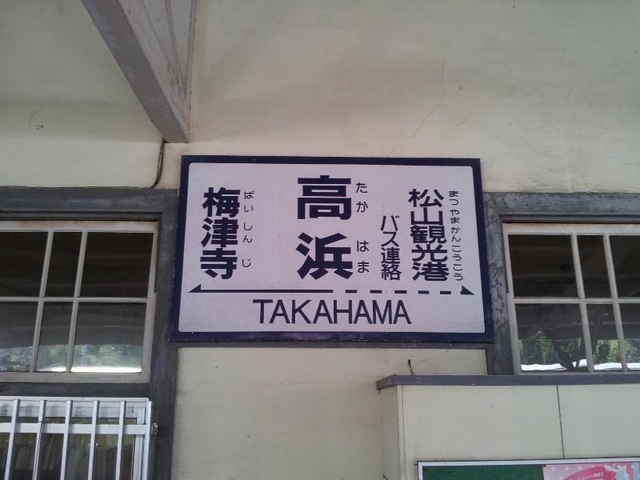 松山観光港
まつやまかんこうこう
バス連絡
高浜
たかはま
梅津寺
ばいしんじ
TAKAHAMA